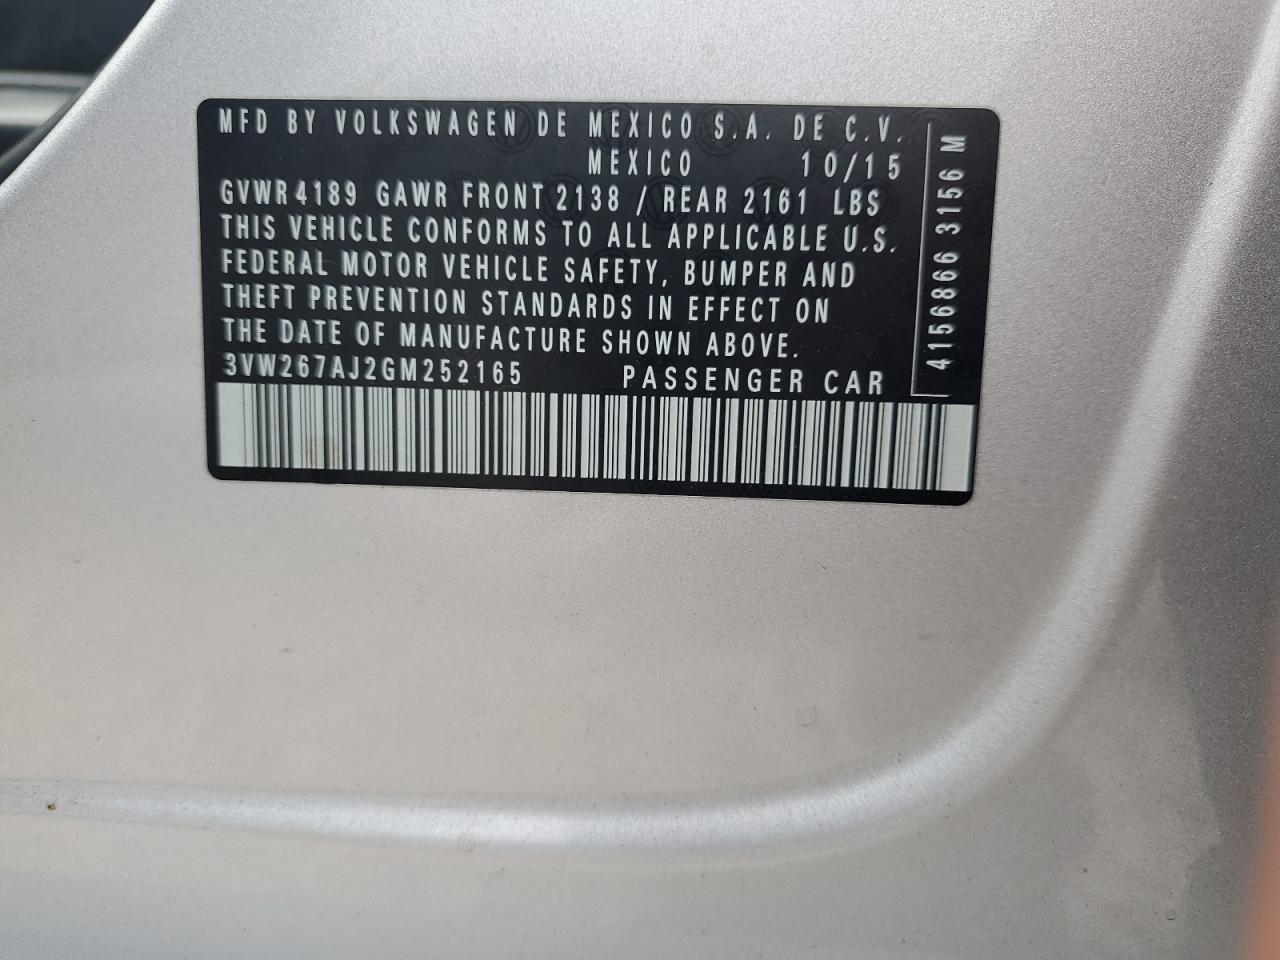 MFD BY VOLKSWAGEN DE MEXICO S.A. DE C.V.
MEXICO 10/15
GVWR 4189 GAWR FRONT 2138 / REAR 2161 LBS
THIS VEHICLE CONFORMS TO ALL APPLICABLE U.S.
FEDERAL MOTOR VEHICLE SAFETY, BUMPER AND
THEFT PREVENTION STANDARDS IN EFFECT ON
THE DATE OF MANUFACTURE SHOWN ABOVE.
3VW267AJ2GM252165 PASSENGER CAR
4156866 3156 M